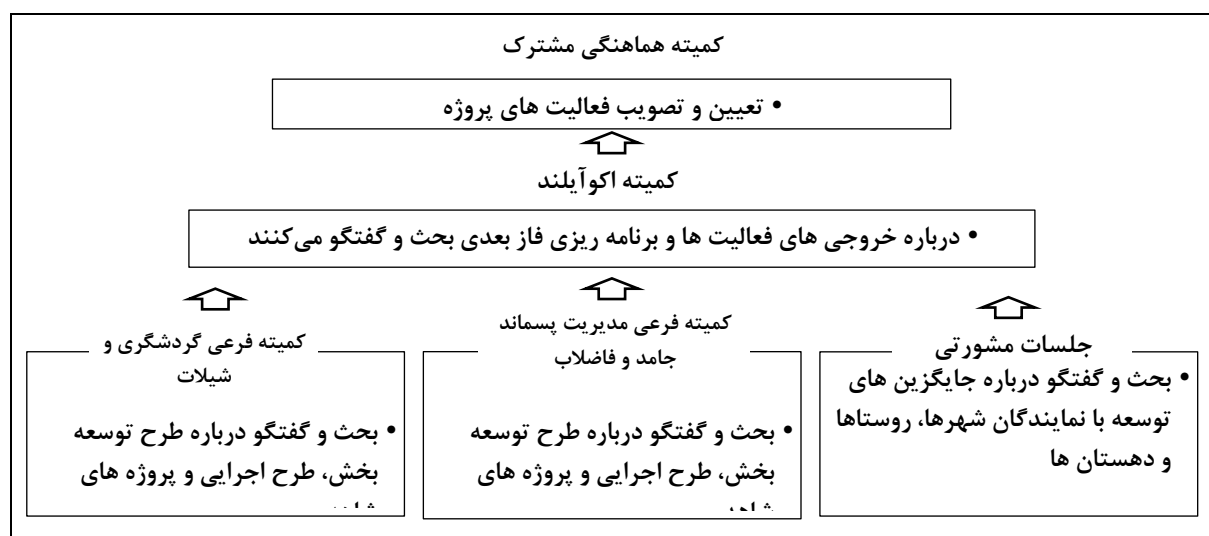 کمیته هماهنگی مشترک
• تعیین و تصویب فعالیت های پروژه
کمیته اکوآیلند
• درباره خروجی های فعالیت ها و برنامه ریزی فاز بعدی بحث و گفتگو می‌کنند
جلسات مشورتی
• بحث و گفتگو درباره جایگزین های
توسعه با نمایندگان شهرها، روستاها
و دهستان ها
کمیته فرعی مدیریت پسماند
جامد و فاضلاب
• بحث و گفتگو درباره طرح توسعه
بخش، طرح اجرایی و پروژه های
کمیته فرعی گردشگری و
شیلات
• بحث و گفتگو درباره طرح توسعه
بخش، طرح اجرایی و پروژه های